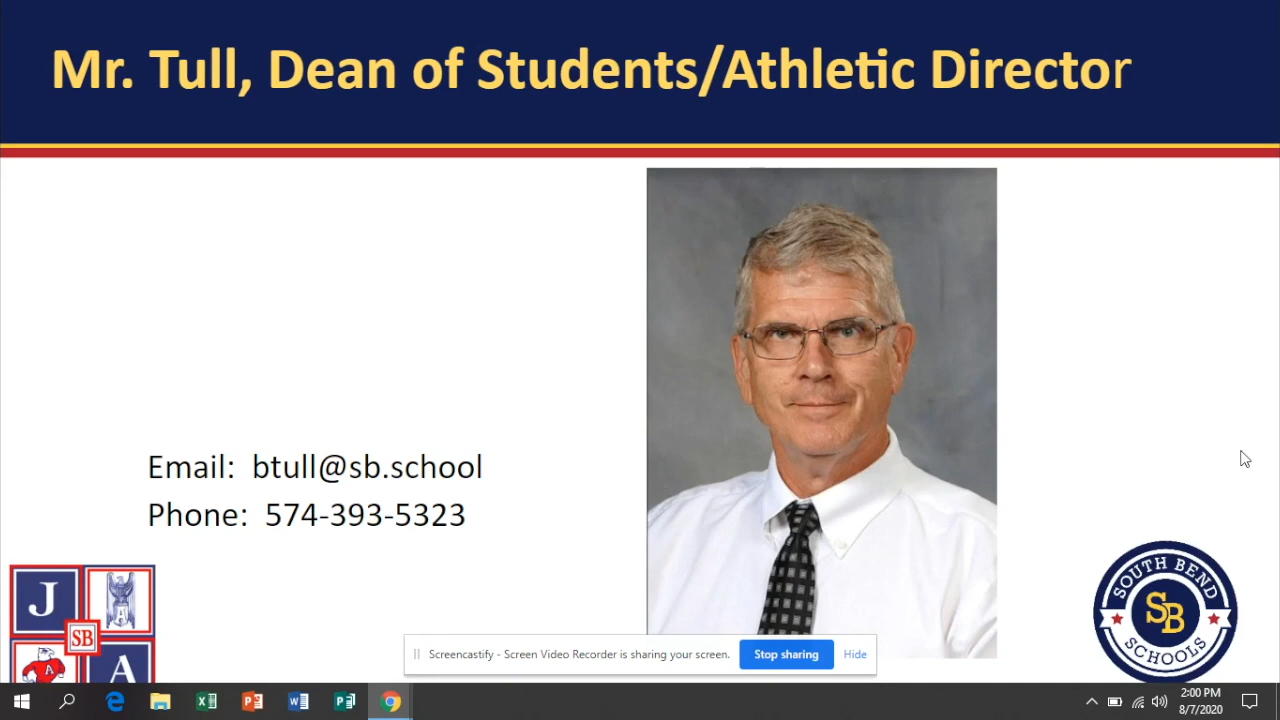 Mr. Tull, Dean of Students/Athletic Director
Email: btull@sb.school
Phone: 574-393-5323
J
A
SB
A
A
SOUTH BEND
SB
SCHOOLS
Screencastify - Screen Video Recorder is sharing your screen.
Stop sharing
Hide
2:00 PM
8/7/2020